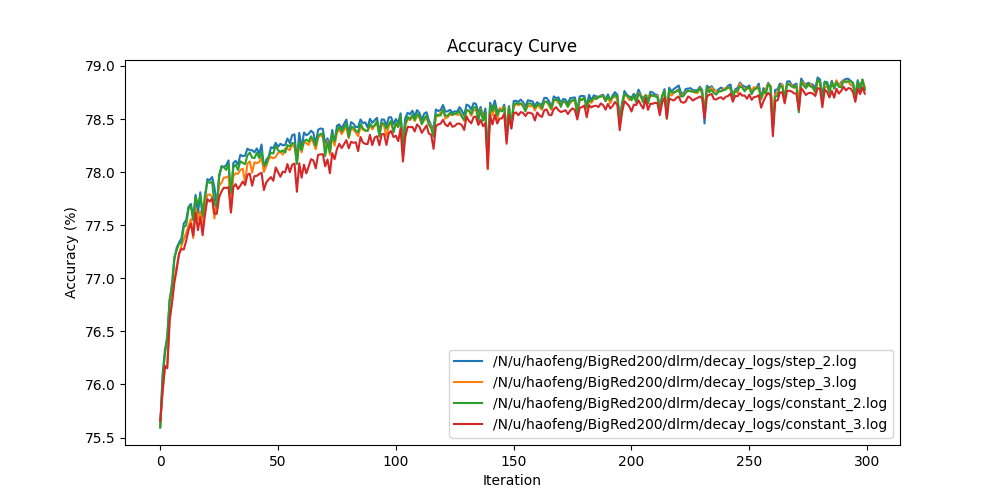 Accuracy Curve
79.0
78.5
78.0
77.5
77.0
76.5
76.0
75.5
Accuracy (%)
0 50 100 150 200 250 300
Iteration
/N/u/haofeng/BigRed200/dlrm/decay_logs/step_2.log
/N/u/haofeng/BigRed200/dlrm/decay_logs/step_3.log
/N/u/haofeng/BigRed200/dlrm/decay_logs/constant_2.log
/N/u/haofeng/BigRed200/dlrm/decay_logs/constant_3.log